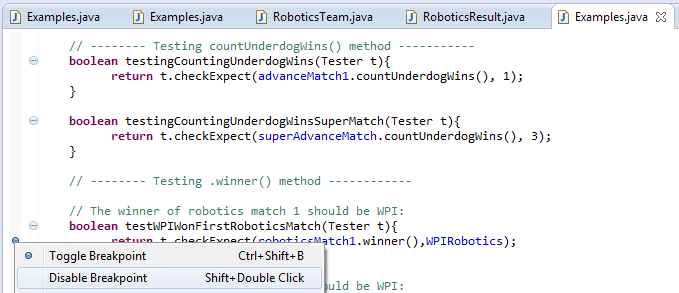 Examples.java Examples.java RoboticsTeam.java RoboticsResult.java Examples.java
// -------- Testing countUnderdogWins() method -----------
boolean testingCountingUnderdogWins(Tester t){
return t.checkExpect(advanceMatch1.countUnderdogWins(), 1);
}
boolean testingCountingUnderdogWinsSuperMatch(Tester t){
return t.checkExpect(superAdvanceMatch.countUnderdogWins(), 3);
}
// -------- Testing .winner() method ------------
// The winner of robotics match 1 should be WPI:
boolean testWPIWonFirstRoboticsMatch(Tester t){
return t.checkExpect(roboticsMatch1.winner(),WPIRobotics);
Toggle Breakpoint Ctrl+Shift+B
Disable Breakpoint Shift+Double Click
should be WPI: